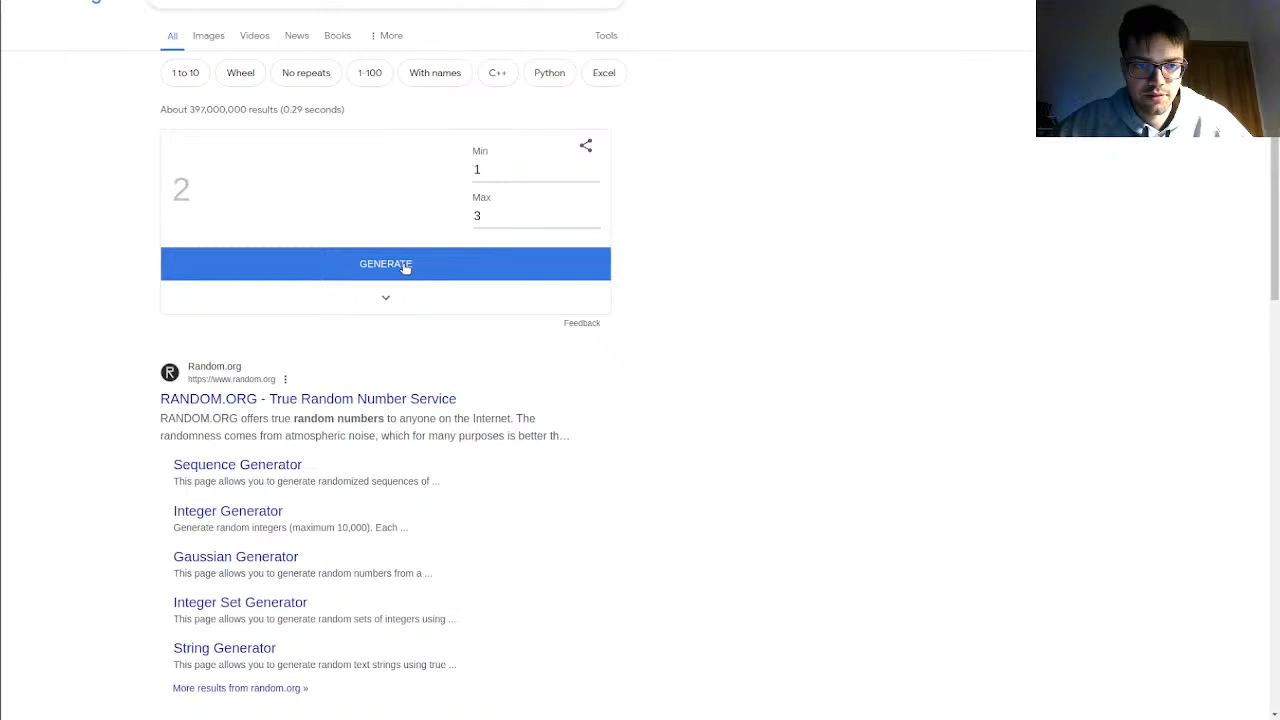 All Images Videos News Books More Tools
1 to 10 Wheel No repeats 1-100 With names C++ Python Excel
About 397,000,000 results (0.29 seconds)
2
Min
1
Max
3
GENERATE
Feedback
Random.org
https://www.random.org
RANDOM.ORG - True Random Number Service
RANDOM.ORG offers true random numbers to anyone on the Internet. The
randomness comes from atmospheric noise, which for many purposes is better th...
Sequence Generator
This page allows you to generate randomized sequences of ...
Integer Generator
Generate random integers (maximum 10,000). Each ...
Gaussian Generator
This page allows you to generate random numbers from a ...
Integer Set Generator
This page allows you to generate random sets of integers using ...
String Generator
This page allows you to generate random text strings using true ...
More results from random.org »